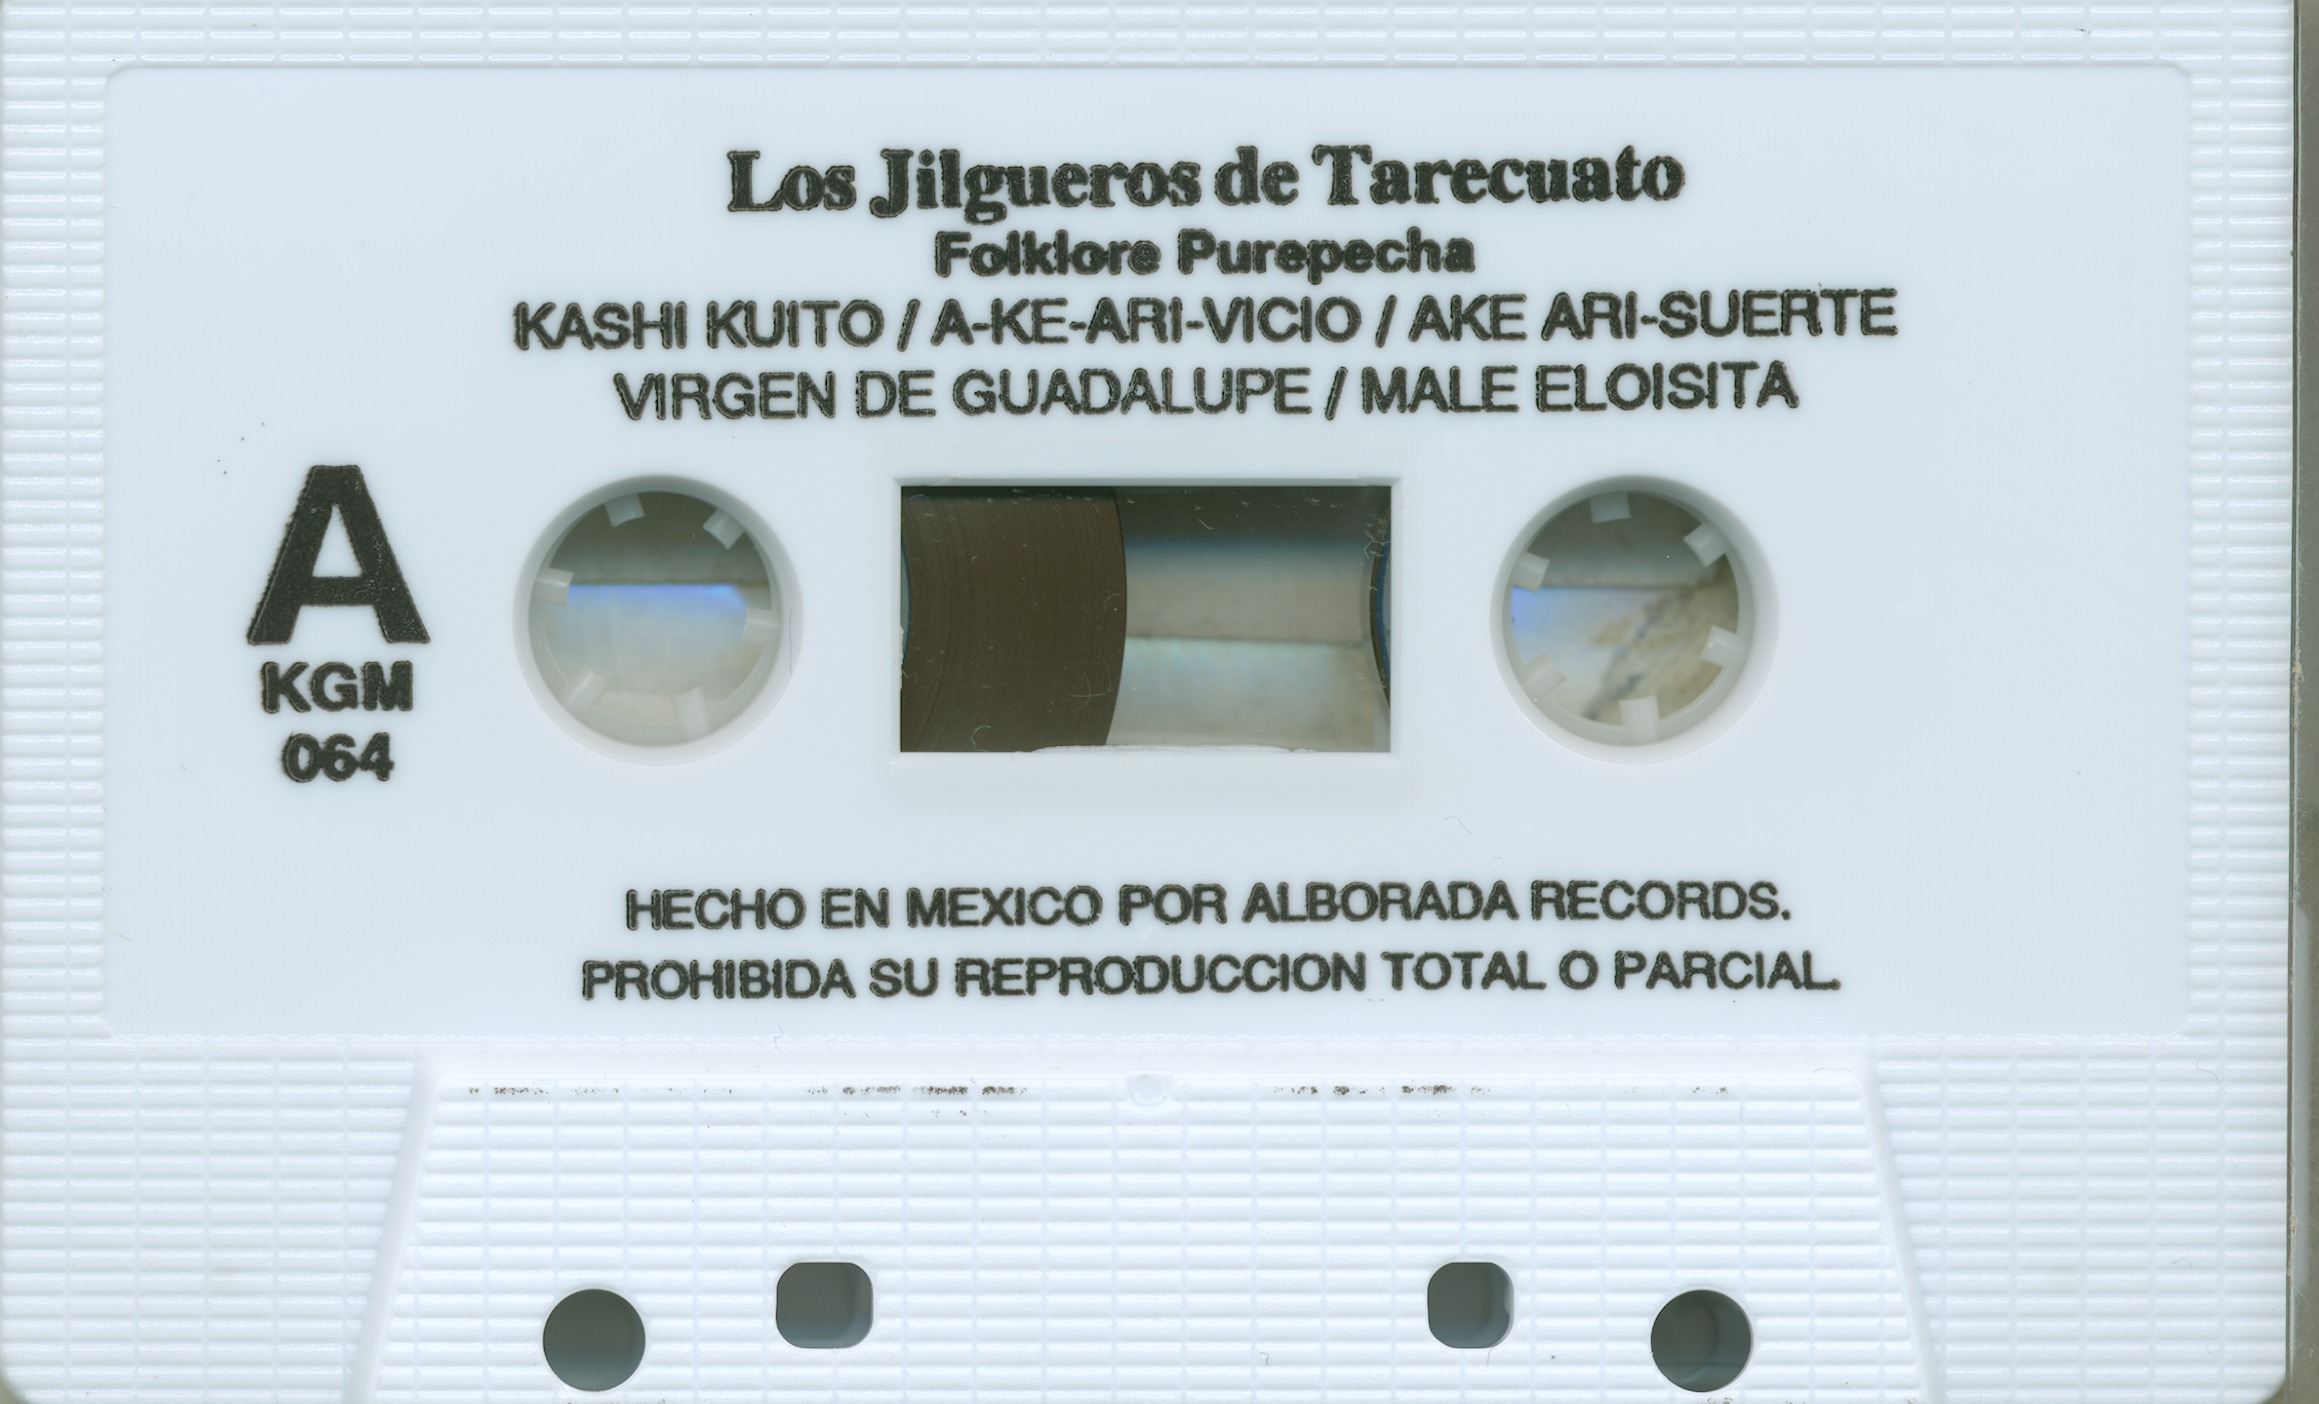 Los Jilgueros de Tarecuato
Folklore Purepecha
KASHI KUITO / A-KE-ARI-VICIO / AKE ARI-SUERTE
VIRGEN DE GUADALUPE / MALE ELOISITA
A
KGM
064
HECHO EN MEXICO POR ALBORADA RECORDS.
PROHIBIDA SU REPRODUCCION TOTAL O PARCIAL.